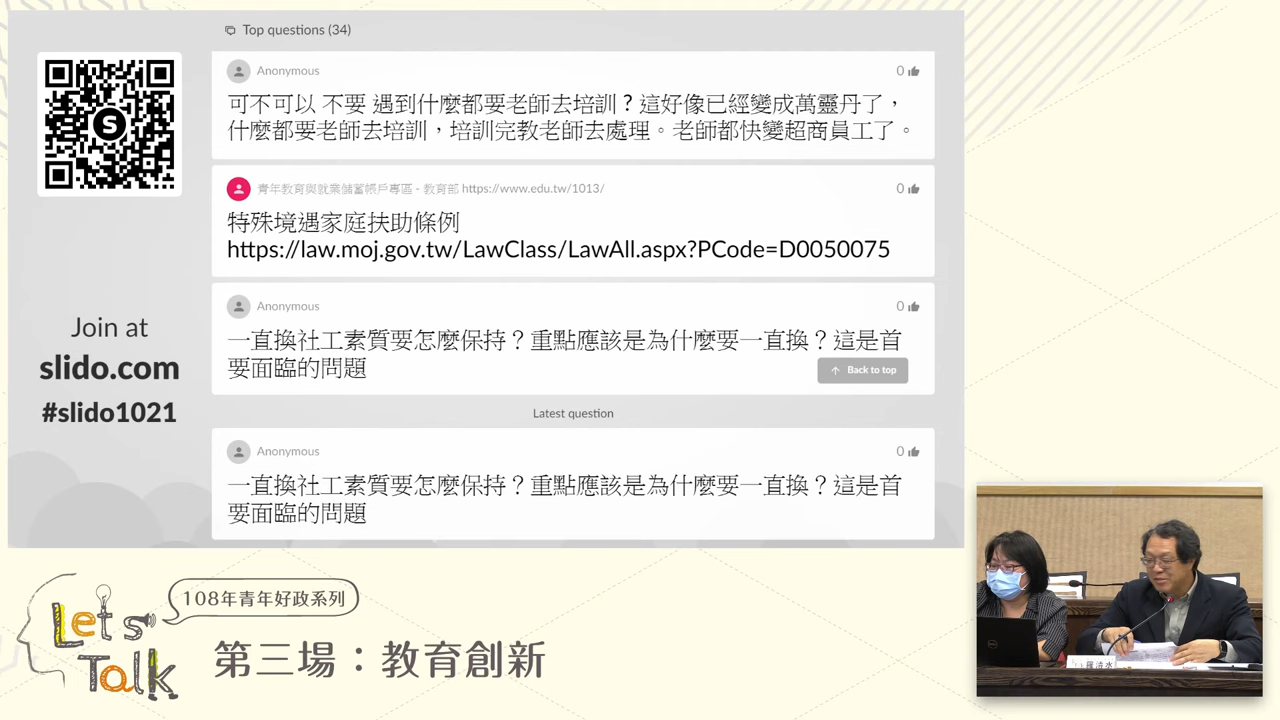 Top questions (34)
Anonymous
0
可不可以 不要 遇到什麼都要老師去培訓？這好像已經變成萬靈丹了，
什麼都要老師去培訓，培訓完教老師去處理。老師都快變超商員工了。
青年教育與就業儲蓄帳戶專區 - 教育部 https://www.edu.tw/1013/
0
特殊境遇家庭扶助條例
https://law.moj.gov.tw/LawClass/LawAll.aspx?PCode=D0050075
Anonymous
0
一直換社工素質要怎麼保持？重點應該是為什麼要一直換？這是首
要面臨的問題
Back to top
Latest question
Anonymous
0
一直換社工素質要怎麼保持？重點應該是為什麼要一直換？這是首
要面臨的問題
S
Join at
slido.com
#slido1021
Let's
Talk
108年青年好政系列
第三場：教育創新
羅清水